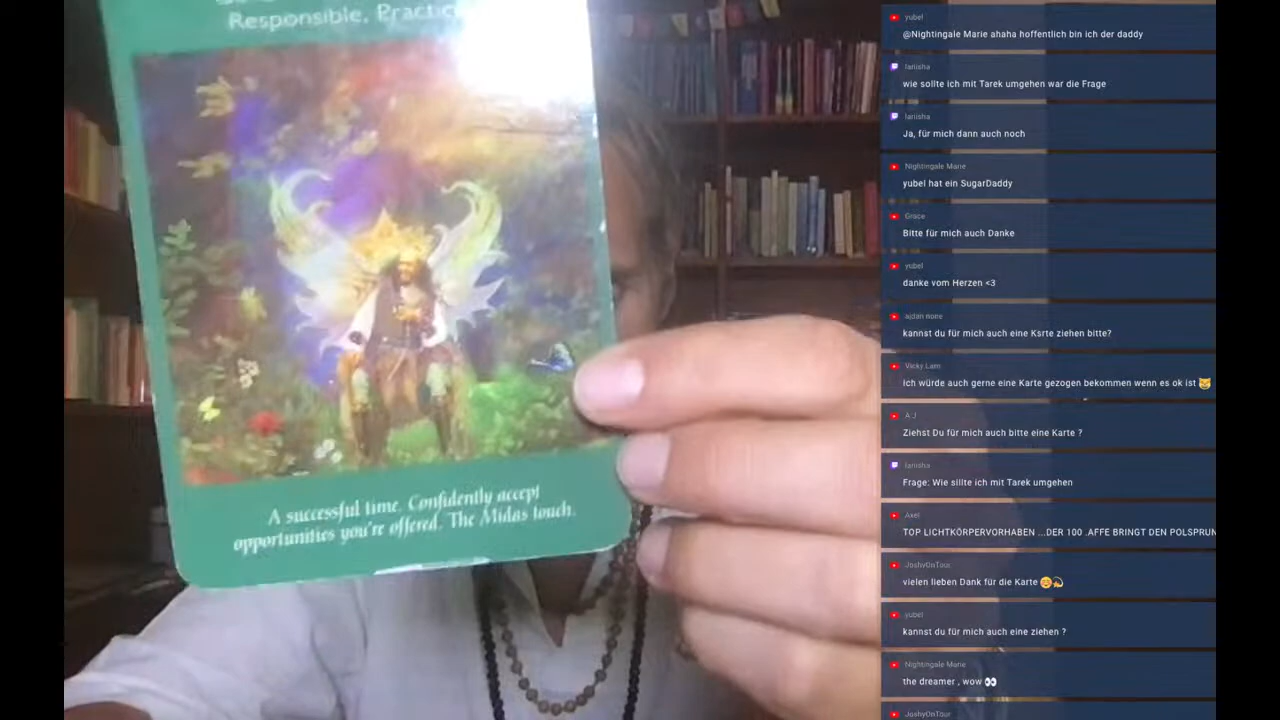 Responsible, Practic
A successful time. Confidently accept
opportunities you're offered. The Midas touch.
yubel
@Nightingale Marie ahaha hoffentlich bin ich der daddy
lanisha
wie sollte ich mit Tarek umgehen war die Frage
lanisha
Ja, für mich dann auch noch
Nightingale Marie
yubel hat ein SugarDaddy
Grace
Bitte für mich auch Danke
yubel
danke vom Herzen <3
ajdan none
kannst du für mich auch eine Ksrte ziehen bitte?
Vicky Lam
Ich würde auch gerne eine Karte gezogen bekommen wenn es ok ist 😸
A J
Ziehst Du für mich auch bitte eine Karte ?
lanisha
Frage: Wie sillte ich mit Tarek umgehen
Axel
TOP LICHTKÖRPERVORHABEN ...DER 100 .AFFE BRINGT DEN POLSPRUN
JoshyOnTour
vielen lieben Dank für die Karte ☺️💫
yubel
kannst du für mich auch eine ziehen ?
Nightingale Marie
the dreamer , wow 👀
JoshyOnTour